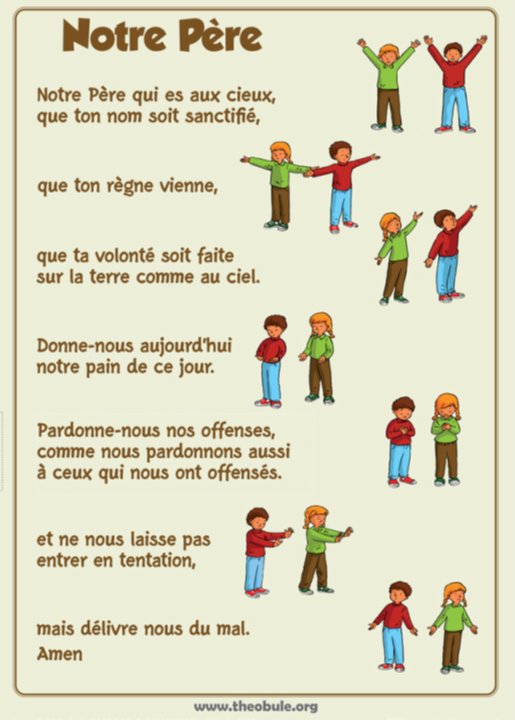 Notre Père
Notre Père qui es aux cieux,
que ton nom soit sanctifié,
que ton règne vienne,
que ta volonté soit faite
sur la terre comme au ciel.
Donne-nous aujourd'hui
notre pain de ce jour.
Pardonne-nous nos offenses,
comme nous pardonnons aussi
à ceux qui nous ont offensés.
et ne nous laisse pas
entrer en tentation,
mais délivre nous du mal.
Amen
www.theobule.org